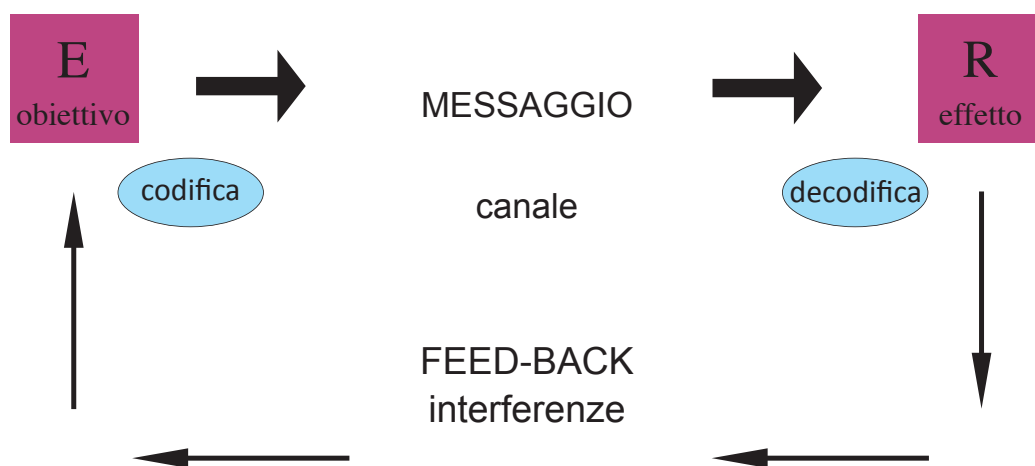 E
obiettivo
MESSAGGIO
R
effetto
codifica
canale
decodifica
FEED-BACK
interferenze